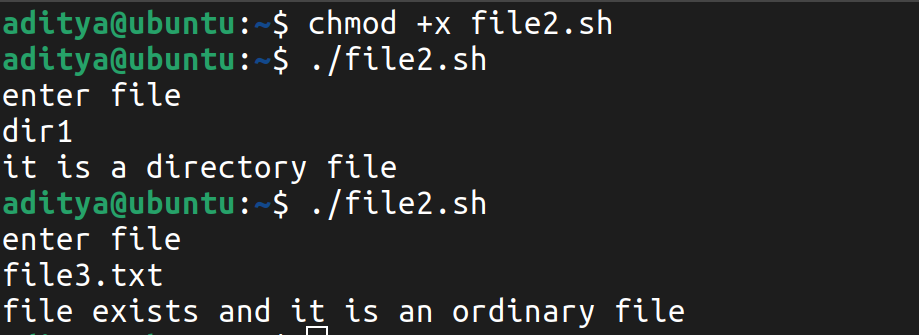 aditya@ubuntu:~$ chmod +x file2.sh
aditya@ubuntu:~$ ./file2.sh
enter file
dir1
it is a directory file
aditya@ubuntu:~$ ./file2.sh
enter file
file3.txt
file exists and it is an ordinary file